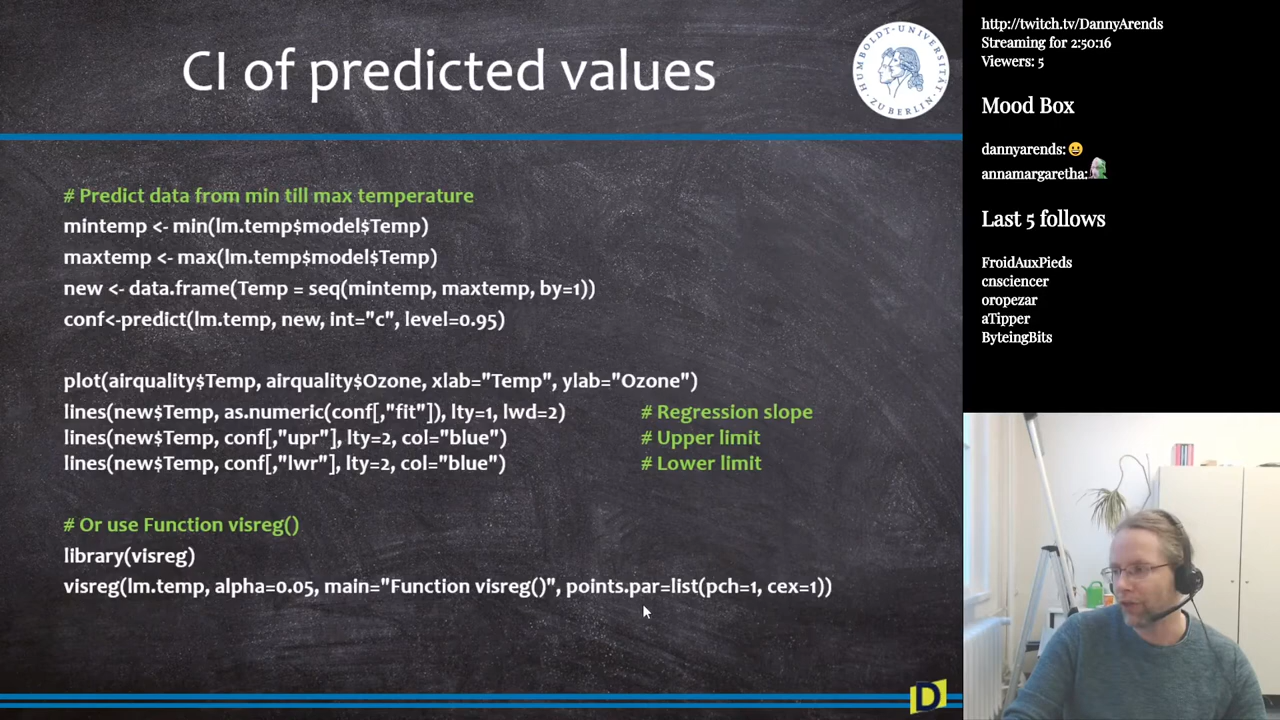 CI of predicted values
HUMBOLDT-UNIVERSITÄT
ZU BERLIN
# Predict data from min till max temperature
mintemp <- min(lm.temp$model$Temp)
maxtemp <- max(lm.temp$model$Temp)
new <- data.frame(Temp = seq(mintemp, maxtemp, by=1))
conf<-predict(lm.temp, new, int="c", level=0.95)
plot(airquality$Temp, airquality$Ozone, xlab="Temp", ylab="Ozone")
lines(new$Temp, as.numeric(conf[,"fit"]), lty=1, lwd=2) # Regression slope
lines(new$Temp, conf[,"upr"], lty=2, col="blue") # Upper limit
lines(new$Temp, conf[,"lwr"], lty=2, col="blue") # Lower limit
# Or use Function visreg()
library(visreg)
visreg(lm.temp, alpha=0.05, main="Function visreg()", points.par=list(pch=1, cex=1))
D
http://twitch.tv/DannyArends
Streaming for 2:50:16
Viewers: 5
Mood Box
dannyarends:😀
annamargaretha:
Last 5 follows
FroidAuxPieds
cnsciencer
oropezar
aTipper
ByteingBits